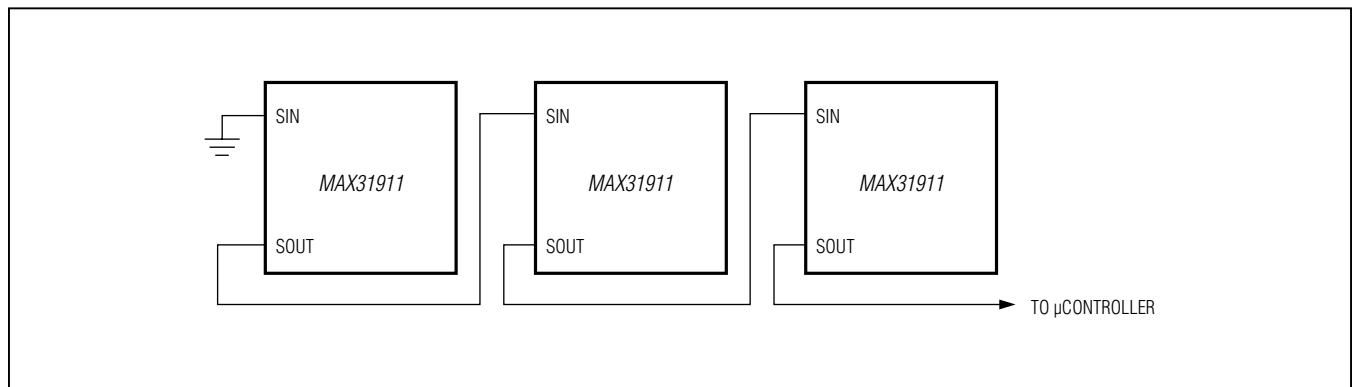 SIN
MAX31911
SOUT
SIN
MAX31911
SOUT
SIN
MAX31911
SOUT
TO µCONTROLLER